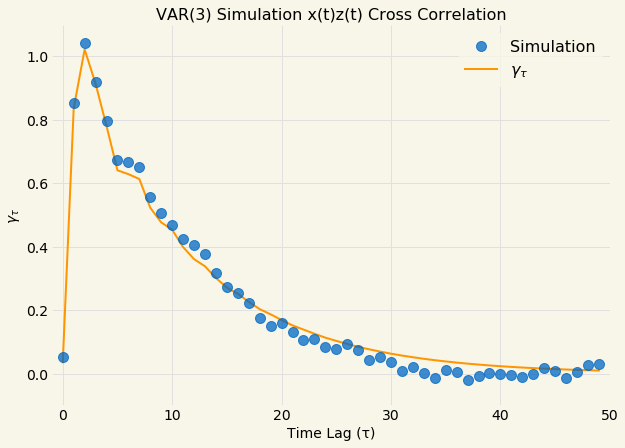 VAR(3) Simulation x(t)z(t) Cross Correlation
Simulation
γτ
γτ
1.0
0.8
0.6
0.4
0.2
0.0
0 10 20 30 40 50
Time Lag (τ)